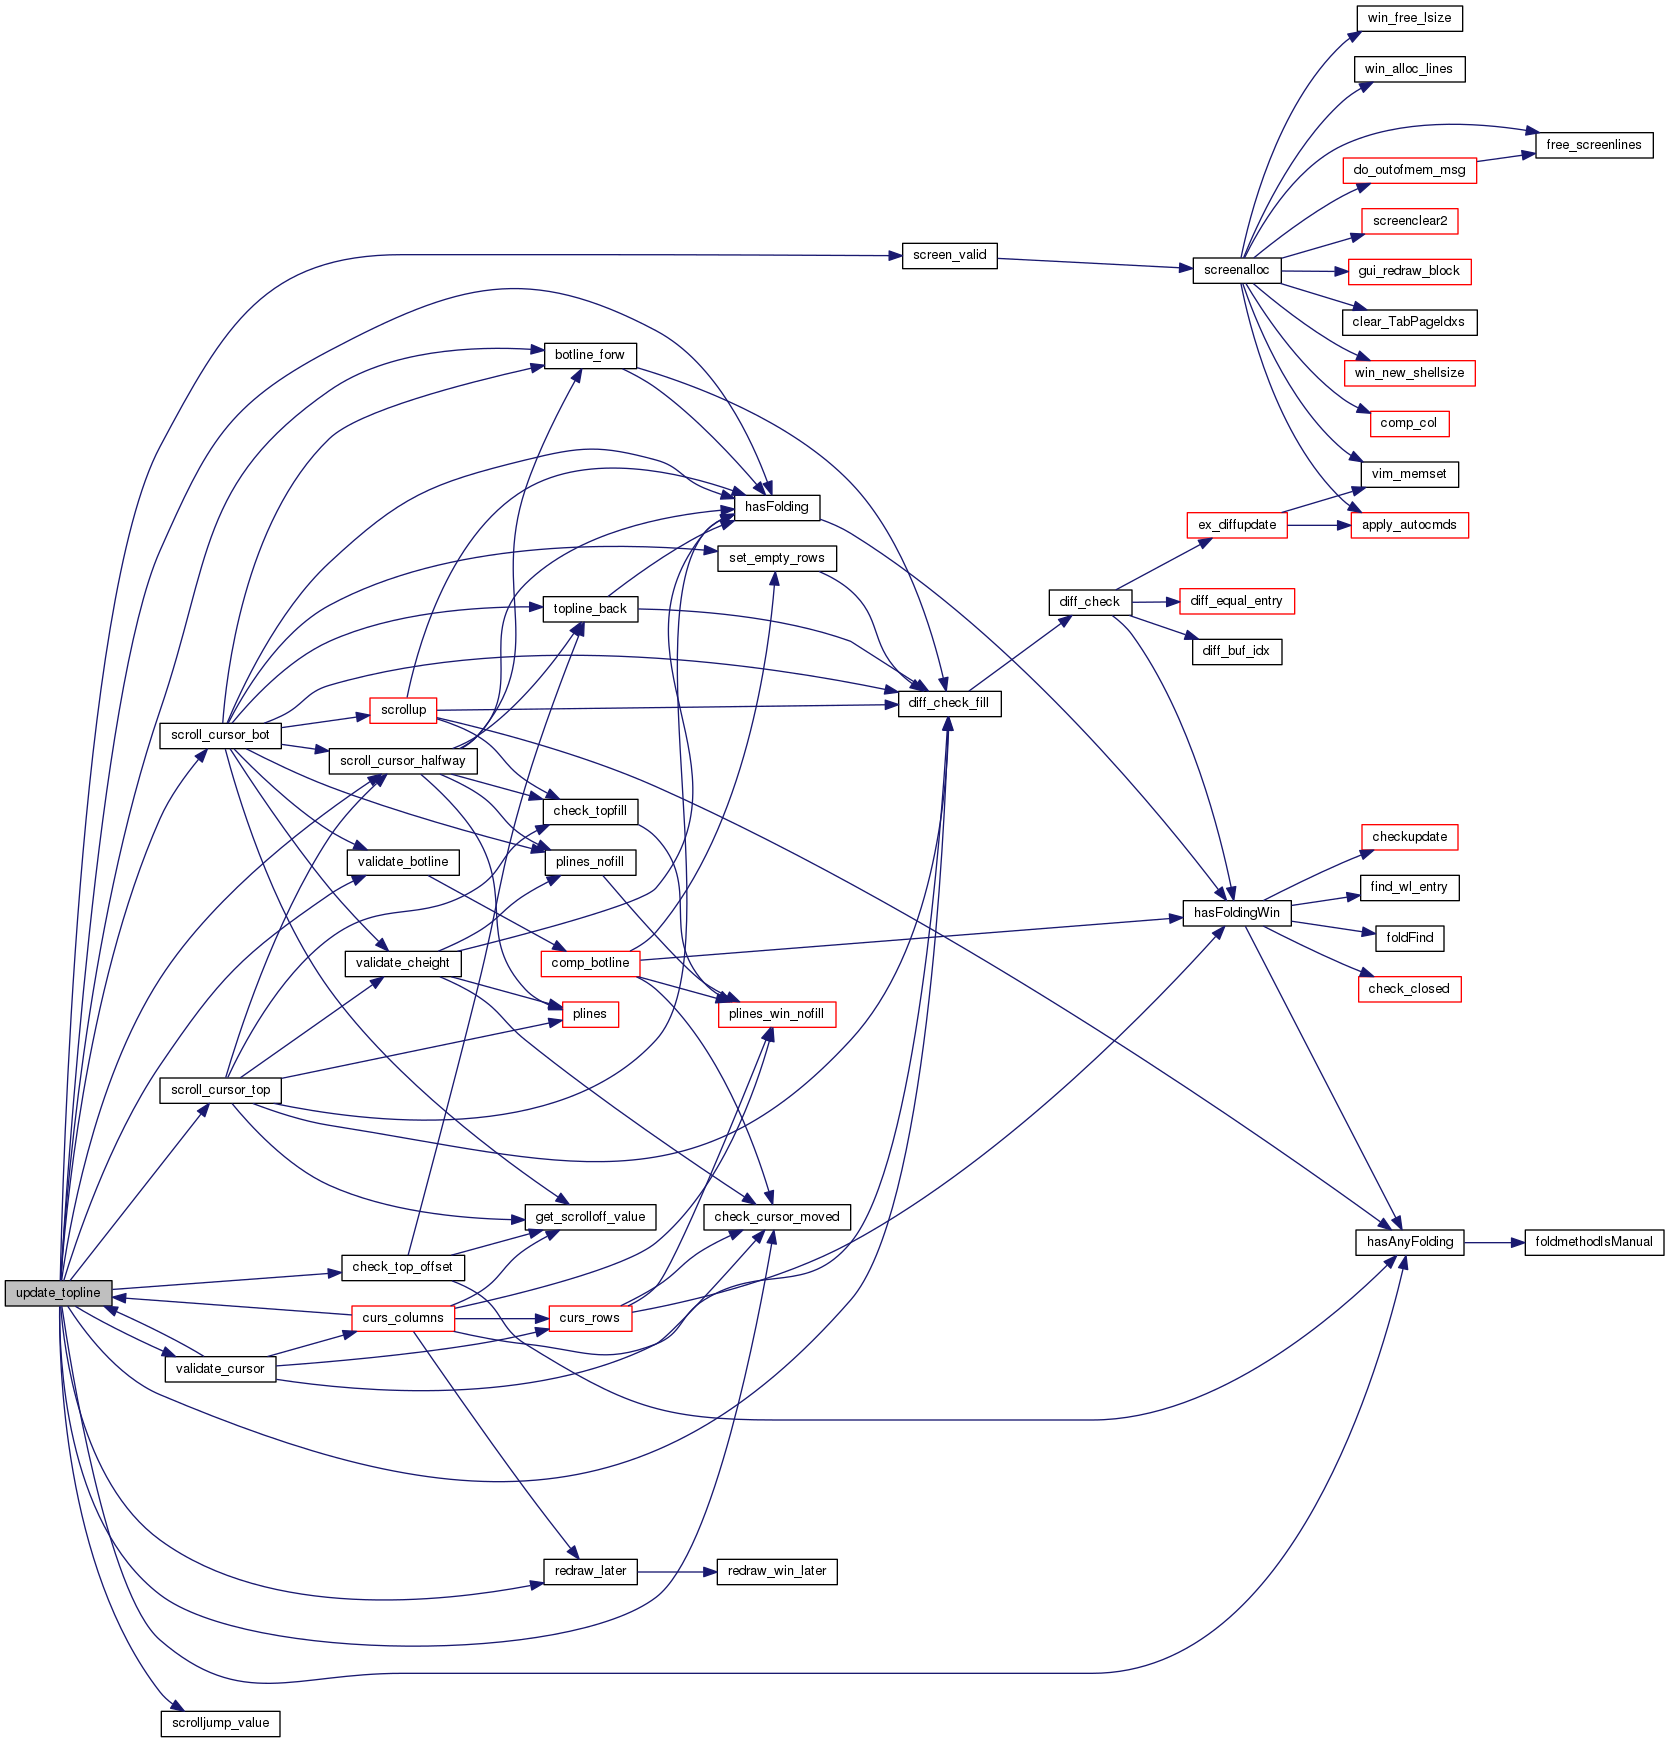 win_free_lsize
win_alloc_lines
free_screenlines
do_outofmem_msg
screenclear2
screen_valid
screenalloc
gui_redraw_block
clear_TabPageIdxs
botline_forw
win_new_shellsize
comp_col
vim_memset
hasFolding
ex_diffupdate
apply_autocmds
set_empty_rows
topline_back
diff_check
diff_equal_entry
diff_buf_idx
scrollup
diff_check_fill
scroll_cursor_bot
scroll_cursor_halfway
check_topfill
checkupdate
validate_botline
plines_nofill
find_wl_entry
hasFoldingWin
foldFind
validate_cheight
comp_botline
check_closed
plines
plines_win_nofill
scroll_cursor_top
get_scrolloff_value
check_cursor_moved
hasAnyFolding
foldmethodIsManual
check_top_offset
update_topline
curs_columns
curs_rows
validate_cursor
redraw_later
redraw_win_later
scrolljump_value